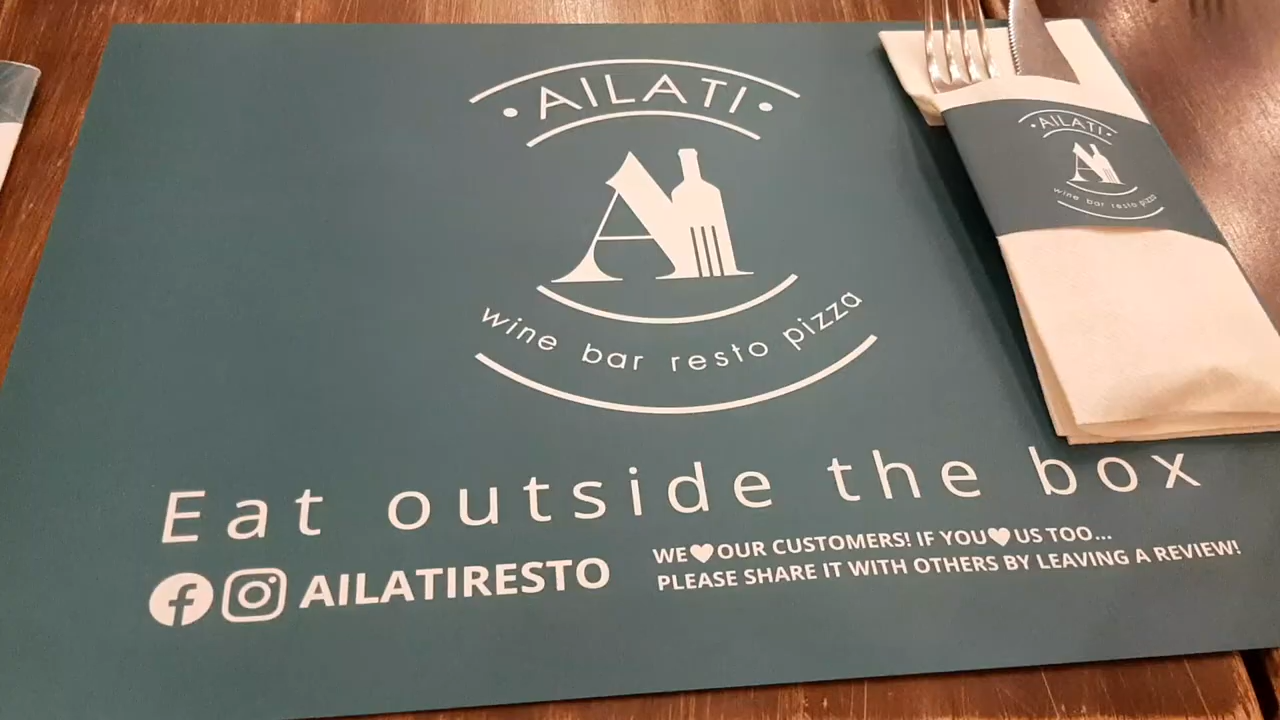 AILATI
wine bar resto pizza
Eat outside the box
AILATIRESTO
WE❤OUR CUSTOMERS! IF YOU❤US TOO...
PLEASE SHARE IT WITH OTHERS BY LEAVING A REVIEW!
AILATI
wine bar resto pizza